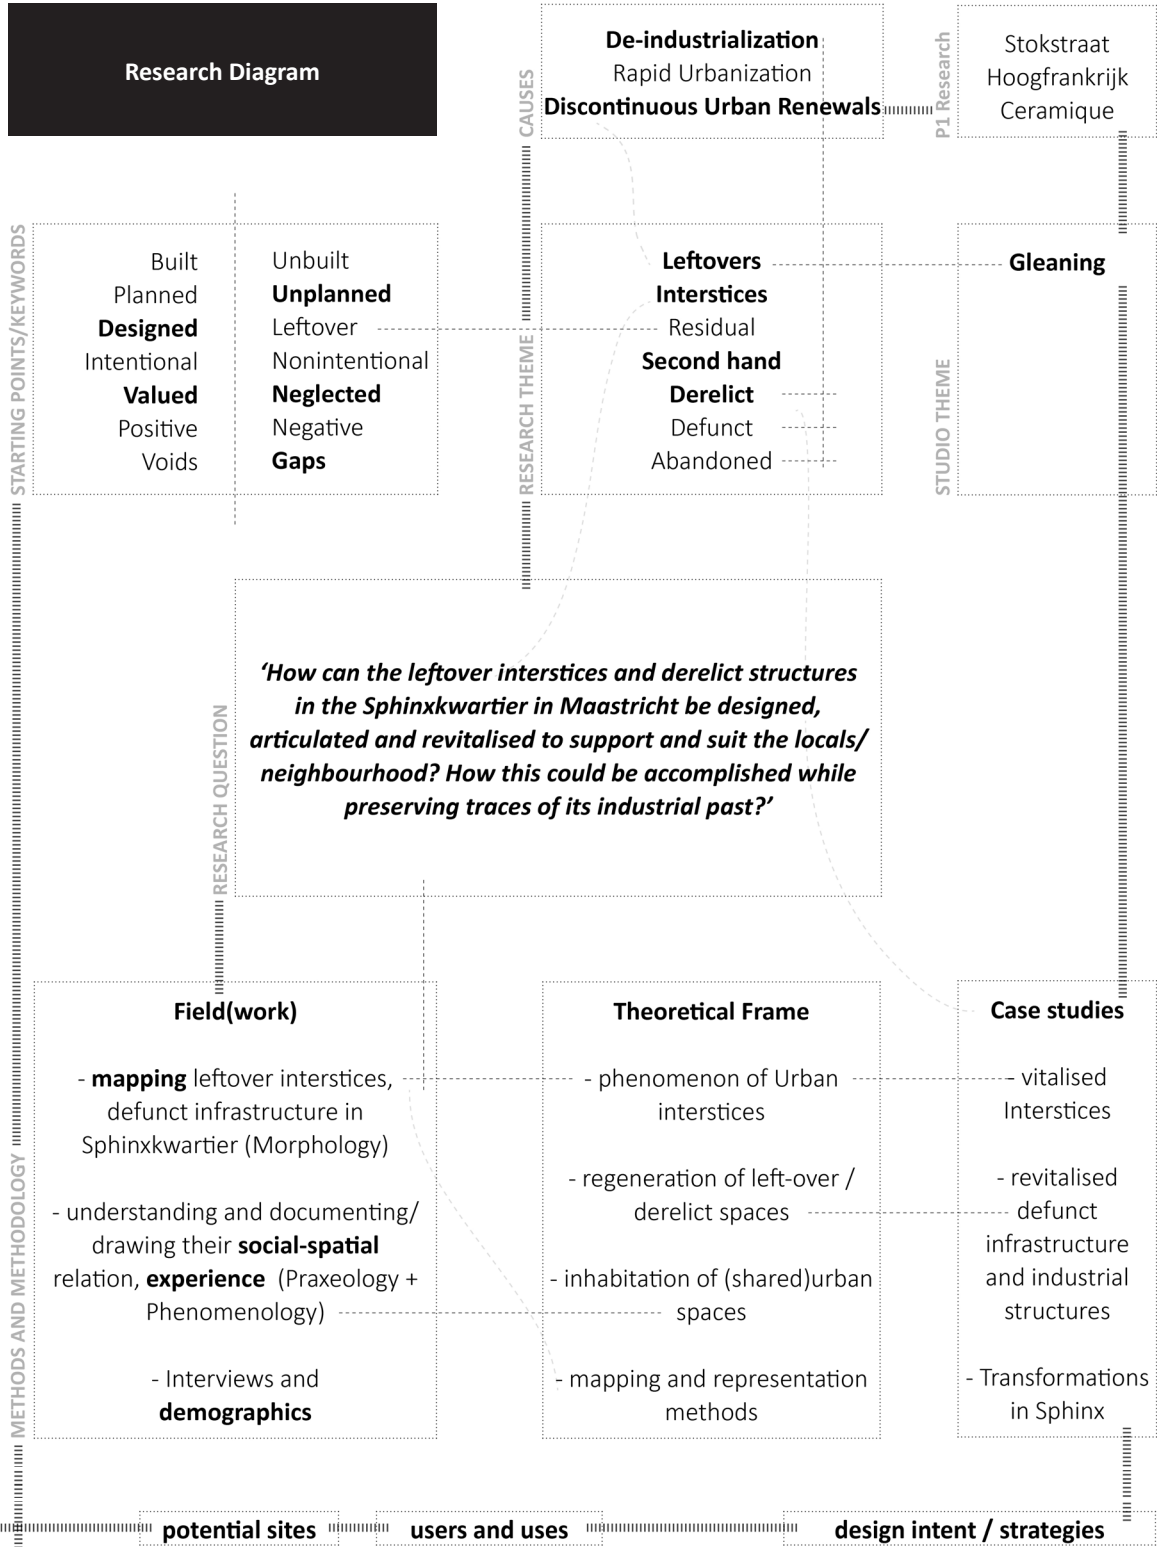 Research Diagram
CAUSES
De-industrialization
Rapid Urbanization
Discontinuous Urban Renewals
P1 Research
Stokstraat
Hoogfrankrijk
Ceramique
STARTING POINTS/KEYWORDS
Built
Planned
Designed
Intentional
Valued
Positive
Voids
Unbuilt
Unplanned
Leftover
Nonintentional
Neglected
Negative
Gaps
RESEARCH THEME
Leftovers
Interstices
Residual
Second hand
Derelict
Defunct
Abandoned
STUDIO THEME
Gleaning
RESEARCH QUESTION
‘How can the leftover interstices and derelict structures
in the Sphinxkwartier in Maastricht be designed,
articulated and revitalised to support and suit the locals/
neighbourhood? How this could be accomplished while
preserving traces of its industrial past?’
METHODS AND METHODOLOGY
Field(work)
- mapping leftover interstices,
defunct infrastructure in
Sphinxkwartier (Morphology)
- understanding and documenting/
drawing their social-spatial
relation, experience (Praxeology +
Phenomenology)
- Interviews and
demographics
Theoretical Frame
- phenomenon of Urban
interstices
- regeneration of left-over /
derelict spaces
- inhabitation of (shared)urban
spaces
- mapping and representation
methods
Case studies
- vitalised
Interstices
- revitalised
defunct
infrastructure
and industrial
structures
- Transformations
in Sphinx
potential sites
users and uses
design intent / strategies